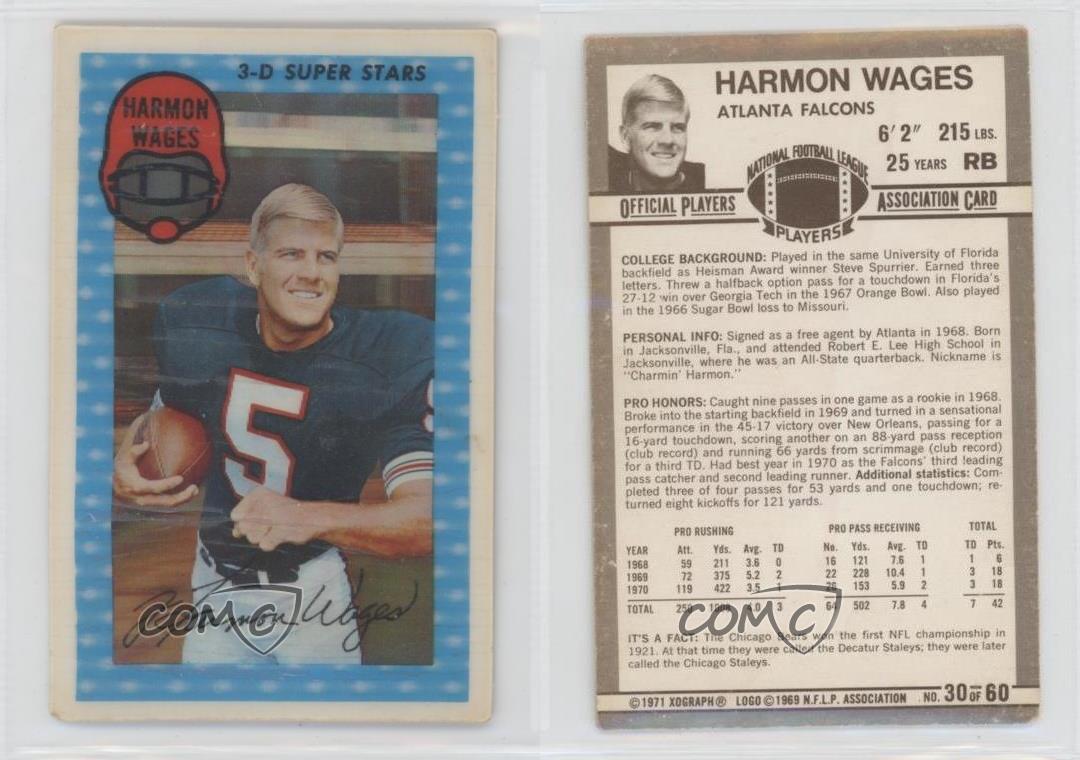 3-D SUPER STARS
HARMON
WAGES
5
Harmon Wages
COMC
HARMON WAGES
ATLANTA FALCONS
6' 2" 215 LBS.
25 YEARS RB
NATIONAL FOOTBALL LEAGUE
PLAYERS
OFFICIAL PLAYERS ASSOCIATION CARD
COLLEGE BACKGROUND: Played in the same University of Florida
backfield as Heisman Award winner Steve Spurrier. Earned three
letters. Threw a halfback option pass for a touchdown in Florida's
27-12 win over Georgia Tech in the 1967 Orange Bowl. Also played
in the 1966 Sugar Bowl loss to Missouri.
PERSONAL INFO: Signed as a free agent by Atlanta in 1968. Born
in Jacksonville, Fla., and attended Robert E. Lee High School in
Jacksonville, where he was an All-State quarterback. Nickname is
"Charmin' Harmon."
PRO HONORS: Caught nine passes in one game as a rookie in 1968.
Broke into the starting backfield in 1969 and turned in a sensational
performance in the 45-17 victory over New Orleans, passing for a
16-yard touchdown, scoring another on an 88-yard pass reception
(club record) and running 66 yards from scrimmage (club record)
for a third TD. Had best year in 1970 as the Falcons' third leading
pass catcher and second leading runner. Additional statistics: Com-
pleted three of four passes for 53 yards and one touchdown; re-
turned eight kickoffs for 121 yards.
PRO RUSHING PRO PASS RECEIVING TOTAL
YEAR Att. Yds. Avg. TD No. Yds. Avg. TD TD Pts.
1968 59 211 3.6 0 16 121 7.6 1 1 6
1969 72 375 5.2 2 22 228 10.4 1 3 18
1970 119 422 3.5 1 26 153 5.9 2 3 18
TOTAL 250 1008 4.0 3 64 502 7.8 4 7 42
COMC
IT'S A FACT: The Chicago Bears won the first NFL championship in
1921. At that time they were called the Decatur Staleys; they were later
called the Chicago Staleys.
©1971 XOGRAPH® LOGO ©1969 N.F.L.P. ASSOCIATION NO. 30 OF 60